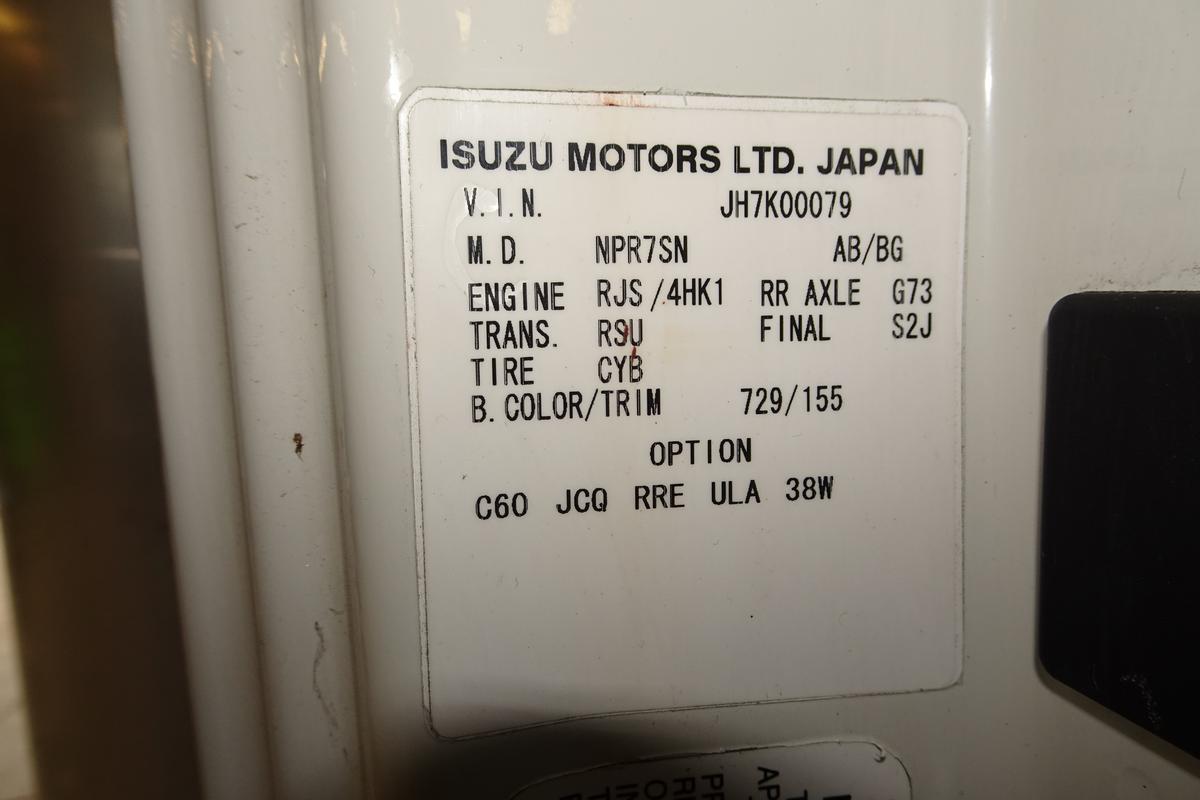 ISUZU MOTORS LTD. JAPAN
V.I.N. JH7K00079
M.D. NPR7SN AB/BG
ENGINE RJS/4HK1 RR AXLE G73
TRANS. RSU FINAL S2J
TIRE CYB
B.COLOR/TRIM 729/155
OPTION
C60 JCQ RRE ULA 38W